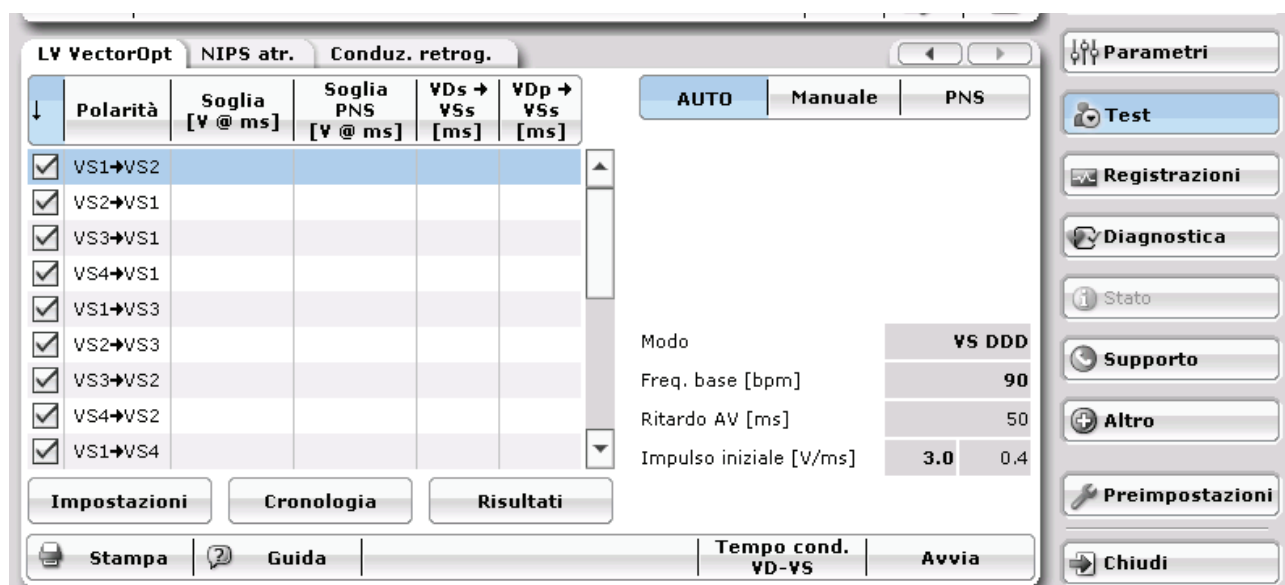 LV VectorOpt NIPS atr. Conduz. retrog.
↓ Polarità Soglia [V @ ms] Soglia PNS [V @ ms] VDs → VSs [ms] VDp → VSs [ms]
VS1→VS2
VS2→VS1
VS3→VS1
VS4→VS1
VS1→VS3
VS2→VS3
VS3→VS2
VS4→VS2
VS1→VS4
Impostazioni Cronologia Risultati
AUTO Manuale PNS
Modo VS DDD
Freq. base [bpm] 90
Ritardo AV [ms] 50
Impulso iniziale [V/ms] 3.0 0.4
Stampa Guida Tempo cond. VD-VS Avvia
Parametri
Test
Registrazioni
Diagnostica
Stato
Supporto
Altro
Preimpostazioni
Chiudi